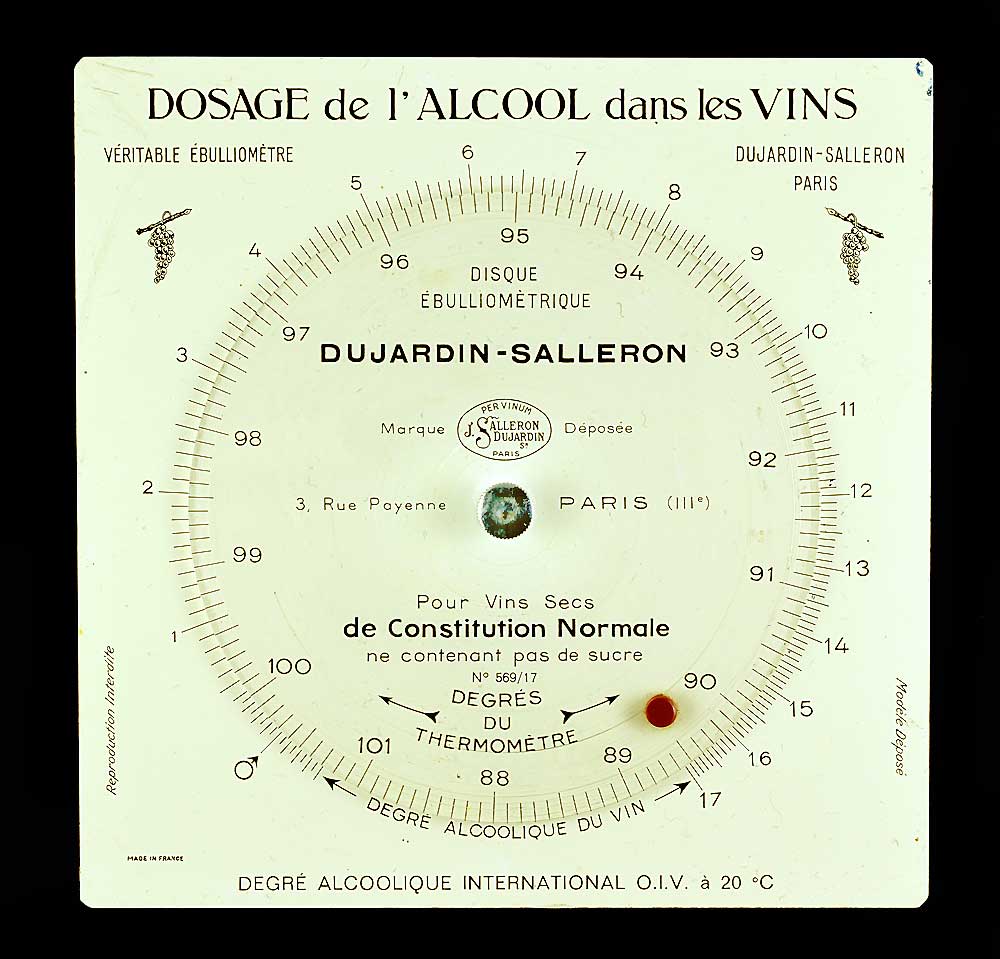 DOSAGE de l'ALCOOL dans les VINS
VÉRITABLE ÉBULLIOMÈTRE
DUJARDIN-SALLERON
PARIS
5 6 7 8
4 9
3 10
2 11
1 12
0 13
14
15
16
17
95
96 94
97 93
98 92
99 91
100 90
101 89
88
DISQUE
ÉBULLIOMÈTRIQUE
DUJARDIN-SALLERON
Marque
PER VINUM
J. SALLERON
DUJARDIN
Sr
PARIS
Déposée
3, Rue Payenne PARIS (IIIe)
Pour Vins Secs
de Constitution Normale
ne contenant pas de sucre
N° 569/17
DEGRÉS
DU
THERMOMÈTRE
DEGRÉ ALCOOLIQUE DU VIN
Reproduction Interdite
Modèle Déposé
MADE IN FRANCE
DEGRÉ ALCOOLIQUE INTERNATIONAL O.I.V. à 20 °C